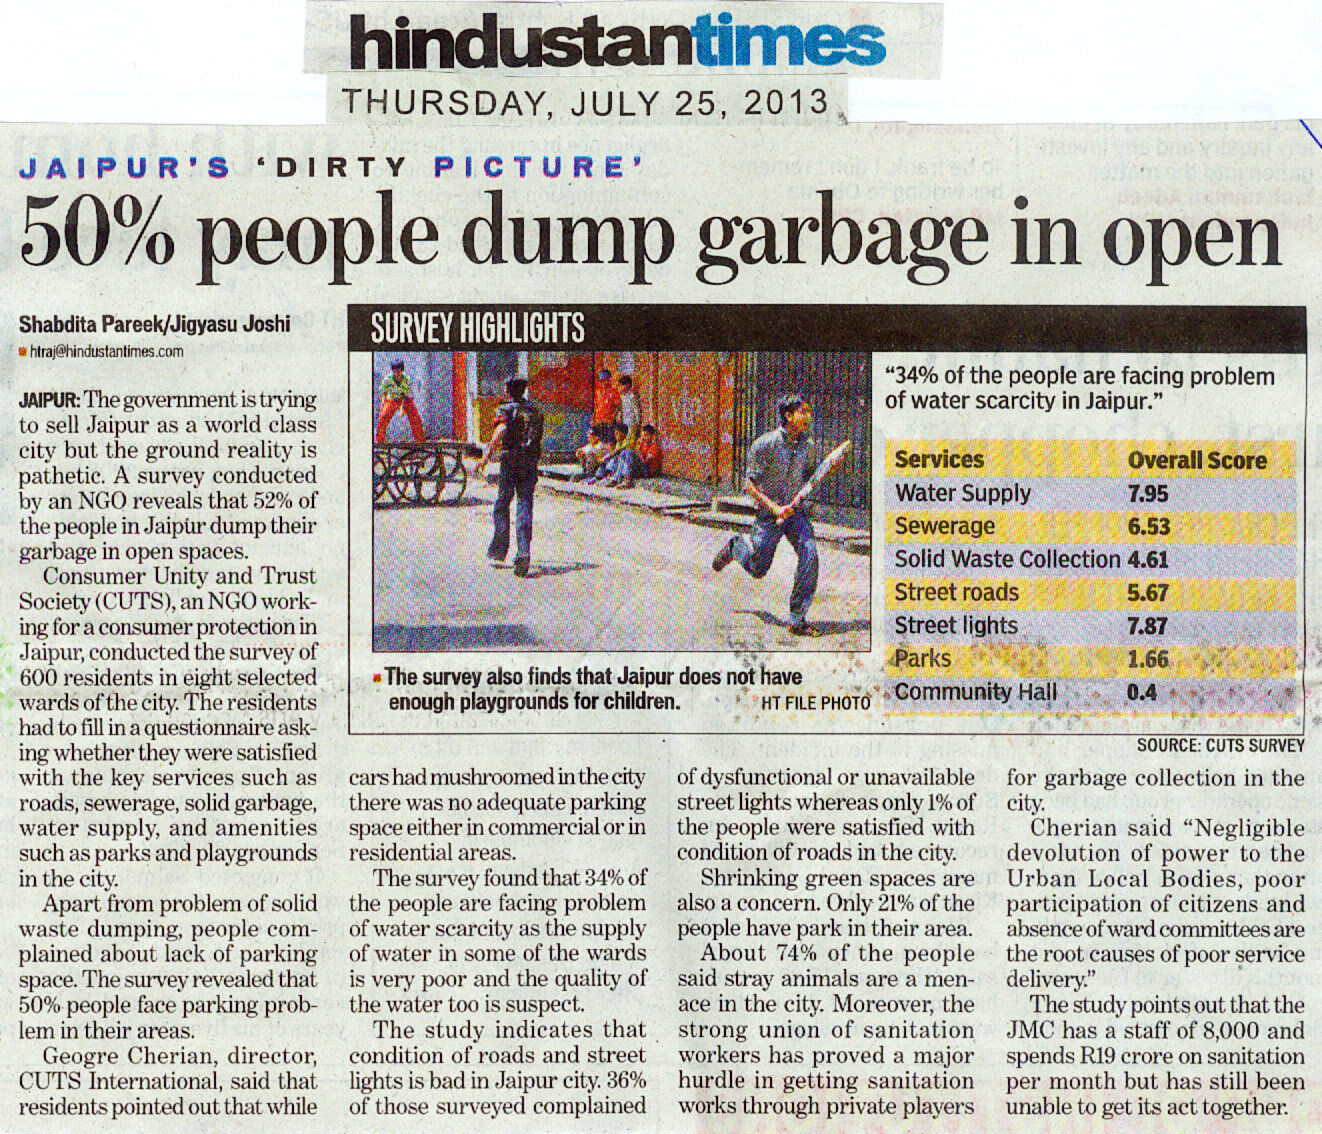 hindustantimes
THURSDAY, JULY 25, 2013
JAIPUR'S 'DIRTY PICTURE'
50% people dump garbage in open
Shabdita Pareek/Jigyasu Joshi
htraj@hindustantimes.com
JAIPUR: The government is trying
to sell Jaipur as a world class
city but the ground reality is
pathetic. A survey conducted
by an NGO reveals that 52% of
the people in Jaipur dump their
garbage in open spaces.
Consumer Unity and Trust
Society (CUTS), an NGO work-
ing for a consumer protection in
Jaipur, conducted the survey of
600 residents in eight selected
wards of the city. The residents
had to fill in a questionnaire ask-
ing whether they were satisfied
with the key services such as
roads, sewerage, solid garbage,
water supply, and amenities
such as parks and playgrounds
in the city.
Apart from problem of solid
waste dumping, people com-
plained about lack of parking
space. The survey revealed that
50% people face parking prob-
lem in their areas.
Geogre Cherian, director,
CUTS International, said that
residents pointed out that while
SURVEY HIGHLIGHTS
"34% of the people are facing problem
of water scarcity in Jaipur."
Services Overall Score
Water Supply 7.95
Sewerage 6.53
Solid Waste Collection 4.61
Street roads 5.67
Street lights 7.87
Parks 1.66
Community Hall 0.4
The survey also finds that Jaipur does not have
enough playgrounds for children. HT FILE PHOTO
SOURCE: CUTS SURVEY
cars had mushroomed in the city
there was no adequate parking
space either in commercial or in
residential areas.
The survey found that 34% of
the people are facing problem
of water scarcity as the supply
of water in some of the wards
is very poor and the quality of
the water too is suspect.
The study indicates that
condition of roads and street
lights is bad in Jaipur city. 36%
of those surveyed complained
of dysfunctional or unavailable
street lights whereas only 1% of
the people were satisfied with
condition of roads in the city.
Shrinking green spaces are
also a concern. Only 21% of the
people have park in their area.
About 74% of the people
said stray animals are a men-
ace in the city. Moreover, the
strong union of sanitation
workers has proved a major
hurdle in getting sanitation
works through private players
for garbage collection in the
city.
Cherian said "Negligible
devolution of power to the
Urban Local Bodies, poor
participation of citizens and
absence of ward committees are
the root causes of poor service
delivery."
The study points out that the
JMC has a staff of 8,000 and
spends R19 crore on sanitation
per month but has still been
unable to get its act together.